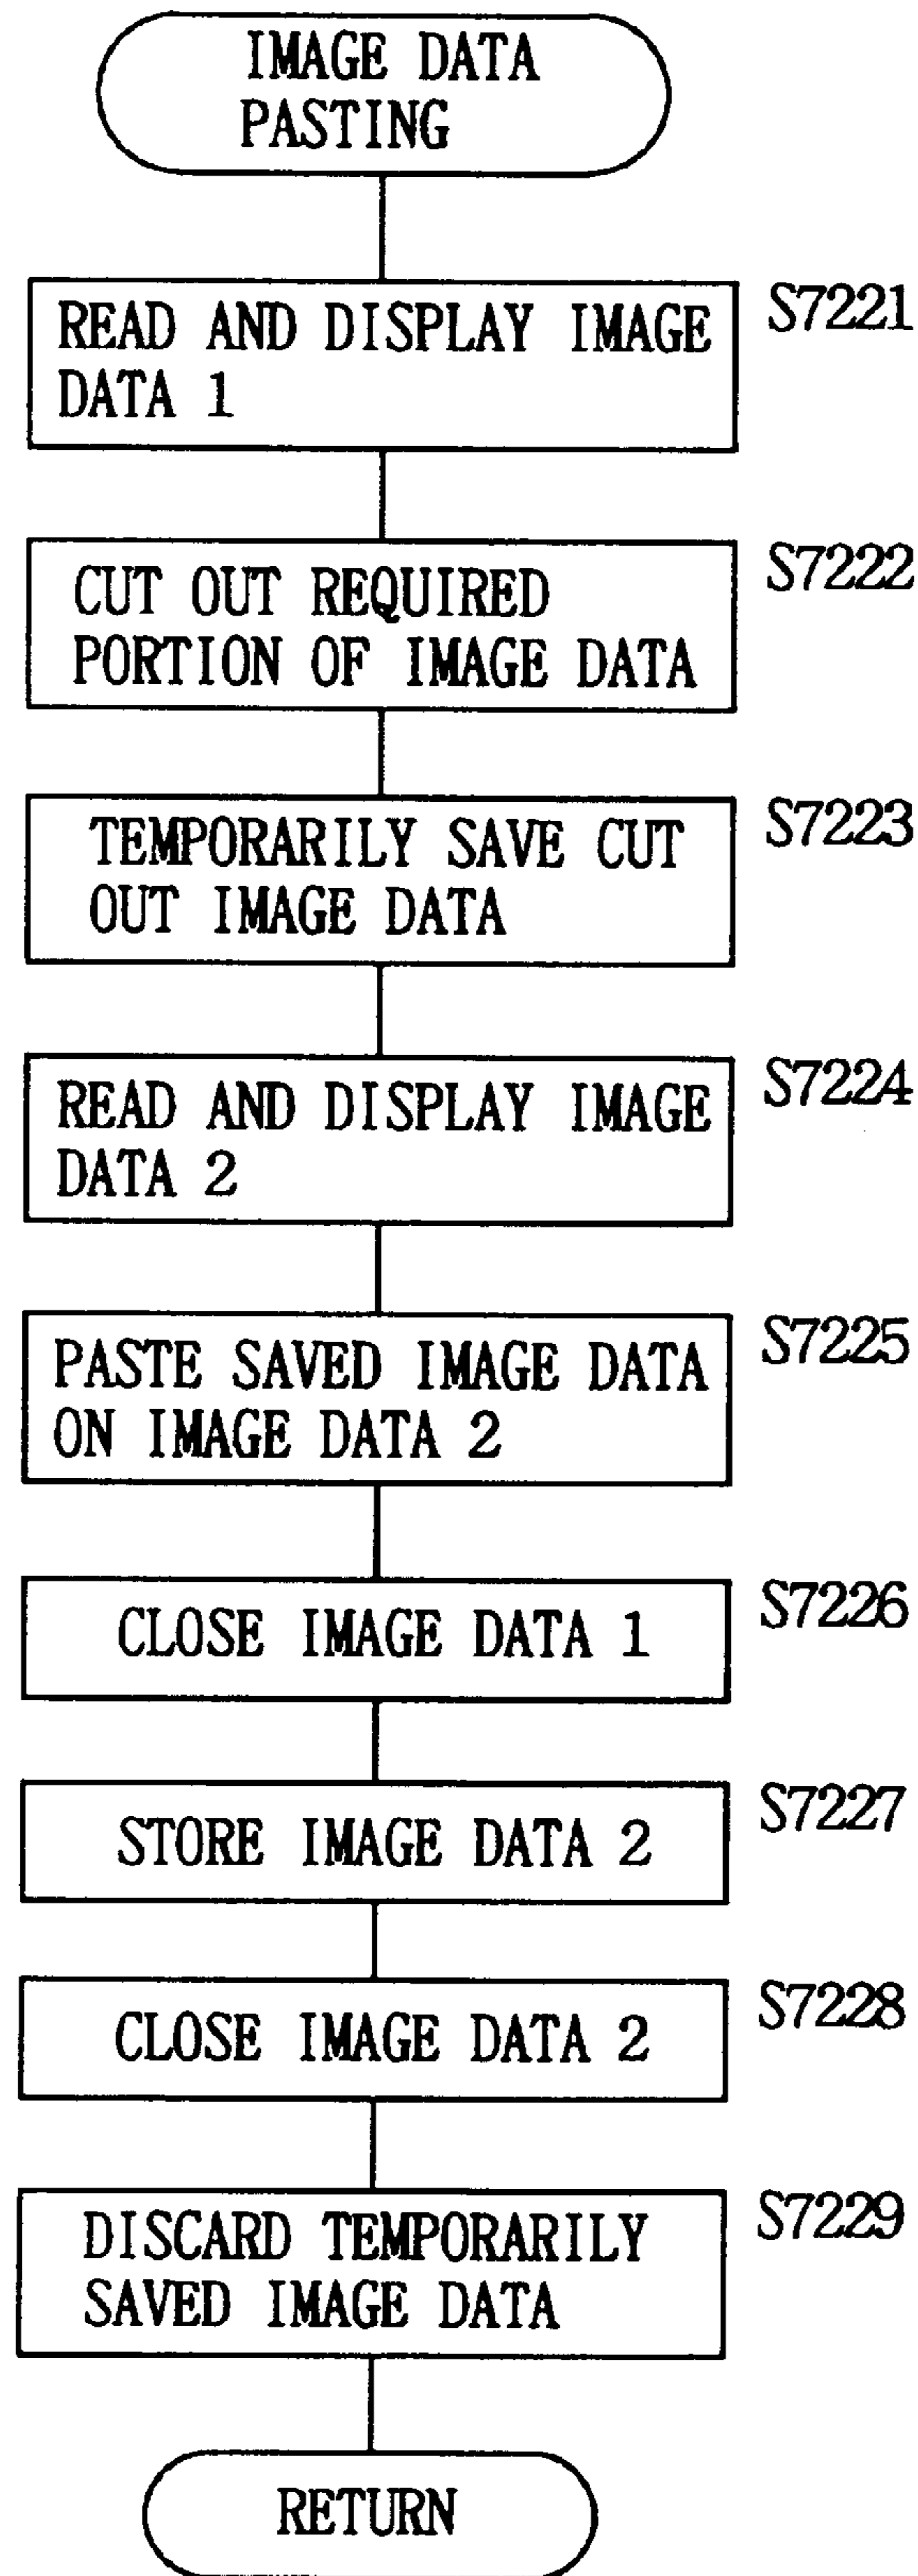 IMAGE DATA
PASTING
READ AND DISPLAY IMAGE
DATA 1
S7221
CUT OUT REQUIRED
PORTION OF IMAGE DATA
S7222
TEMPORARILY SAVE CUT
OUT IMAGE DATA
S7223
READ AND DISPLAY IMAGE
DATA 2
S7224
PASTE SAVED IMAGE DATA
ON IMAGE DATA 2
S7225
CLOSE IMAGE DATA 1
S7226
STORE IMAGE DATA 2
S7227
CLOSE IMAGE DATA 2
S7228
DISCARD TEMPORARILY
SAVED IMAGE DATA
S7229
RETURN